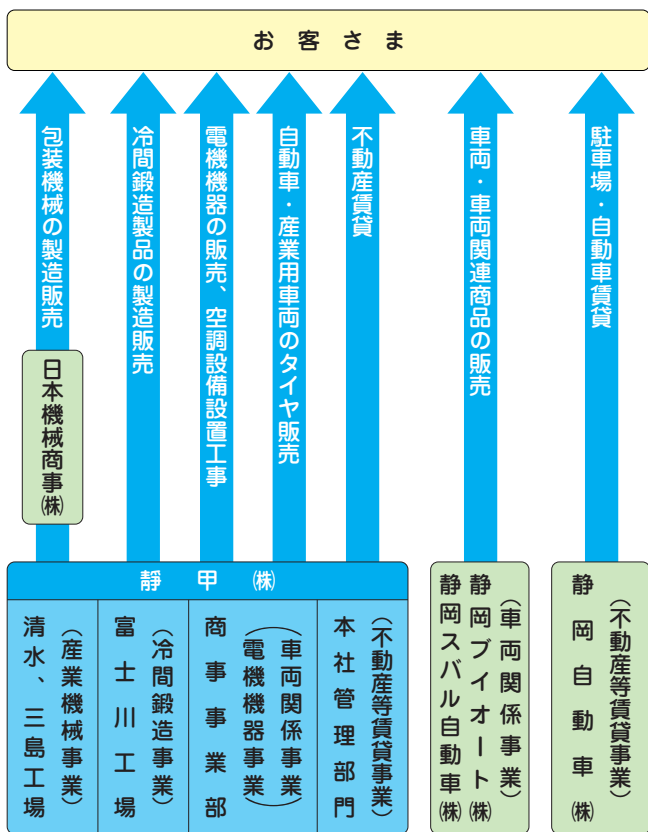 お客さま
包装機械の製造販売
冷間鍛造製品の製造販売
電機機器の販売、空調設備設置工事
自動車・産業用車両のタイヤ販売
不動産賃貸
車両・車両関連商品の販売
駐車場・自動車賃貸
日本機械商事㈱
靜甲㈱
(産業機械事業)
清水、三島工場
(冷間鍛造事業)
富士川工場
(車両関係事業)
(電機機器事業)
商事事業部
(不動産等賃貸事業)
本社管理部門
(車両関係事業)
静岡ブイオート㈱
静岡スバル自動車㈱
(不動産等賃貸事業)
静岡自動車㈱